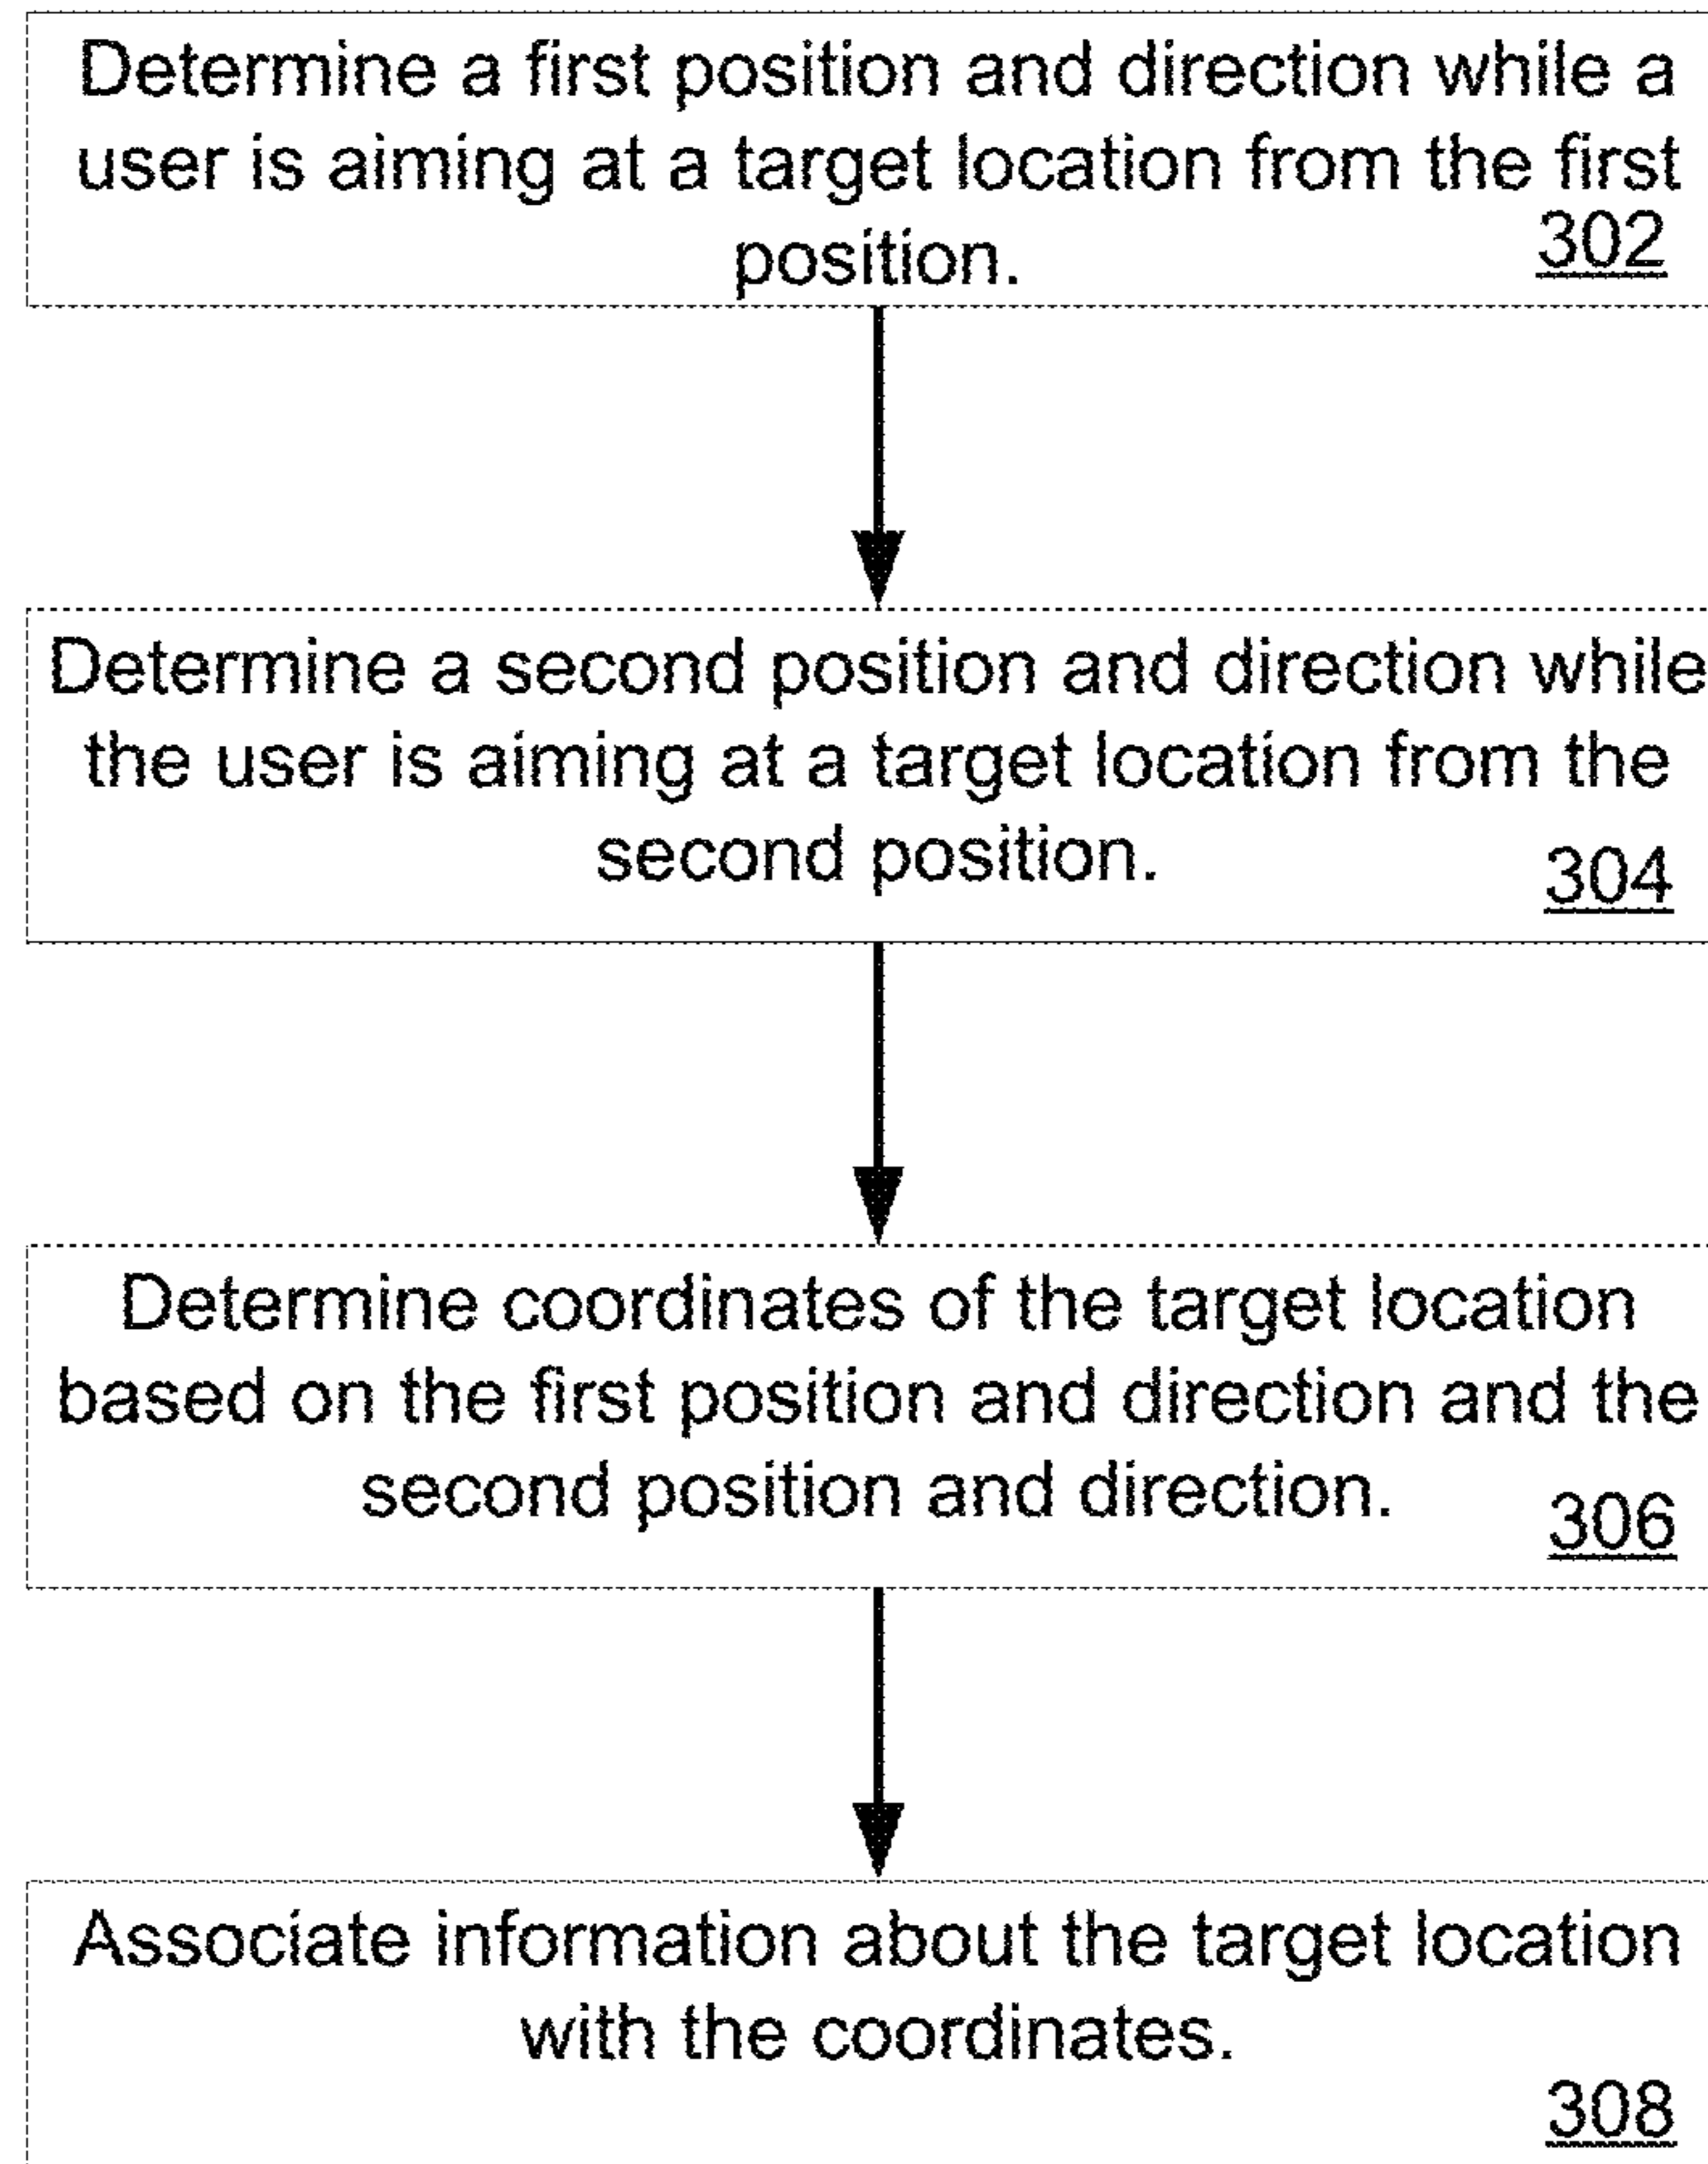 Determine a first position and direction while a
user is aiming at a target location from the first
position.
302
Determine a second position and direction while
the user is aiming at a target location from the
second position.
304
Determine coordinates of the target location
based on the first position and direction and the
second position and direction.
306
Associate information about the target location
with the coordinates.
308